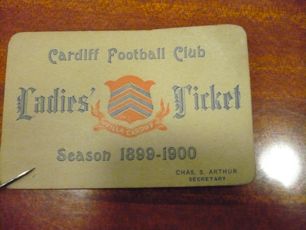 Cardiff Football Club
Ladies' Ticket
Season 1899-1900
CHAS. S. ARTHUR
SECRETARY